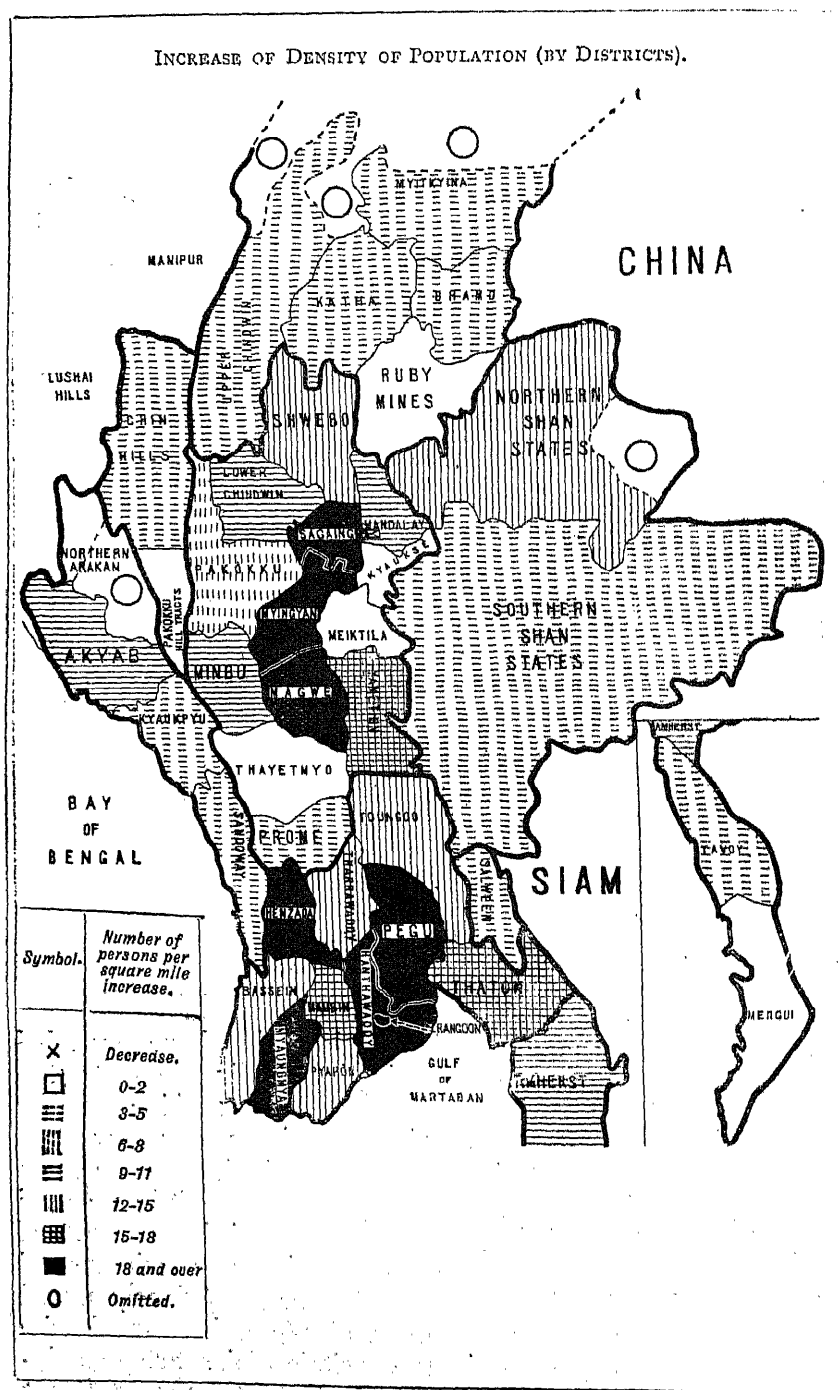 INCREASE OF DENSITY OF POPULATION (BY DISTRICTS).
MYITKYINA
MANIPUR
CHINA
KATHA
BHAMO
UPPER CHINDWIN
LUSHAI
HILLS
RUBY
MINES
CHIN
HILLS
SHWEBO
NORTHERN
SHAN
STATES
LOWER
CHINDWIN
SAGAING
MANDALAY
NORTHERN
ARAKAN
PAKOKKU
KYAUKSE
PAKOKKU
HILL TRACTS
MYINGYAN
MEIKTILA
SOUTHERN
SHAN
STATES
AKYAB
MINBU
MAGWE
YAMETHIN
KYAUKPYU
THAYETMYO
AMHERST
BAY
OF
BENGAL
SANDOWAY
PROME
TOUNGOO
THARRAWADDY
SALWEEN
SIAM
TAVOY
HENZADA
PEGU
BASSEIN
MAUBIN
HANTHAWADDY
THATON
RANGOON
MYAUNGMYA
PYAPON
GULF
OF
MARTABAN
AMHERST
MERGUI
Symbol.
Number of
persons per
square mile
increase.
× Decrease.
0-2
3-5
6-8
9-11
12-15
15-18
18 and over
O Omitted.